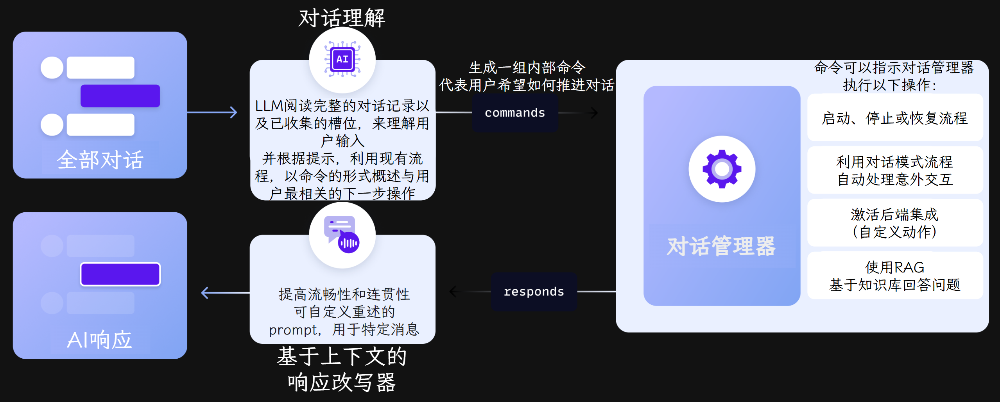 对话理解
AI
LLM阅读完整的对话记录以
及已收集的槽位，来理解用
户输入
并根据提示，利用现有流
程，以命令的形式概述与用
户最相关的下一步操作
全部对话
生成一组内部命令
代表用户希望如何推进对话
commands
命令可以指示对话管理器
执行以下操作：
启动、停止或恢复流程
利用对话模式流程
自动处理意外交互
激活后端集成
（自定义动作）
使用RAG
基于知识库回答问题
对话管理器
responds
提高流畅性和连贯性
可自定义重述的
prompt，用于特定消息
基于上下文的
响应改写器
AI响应